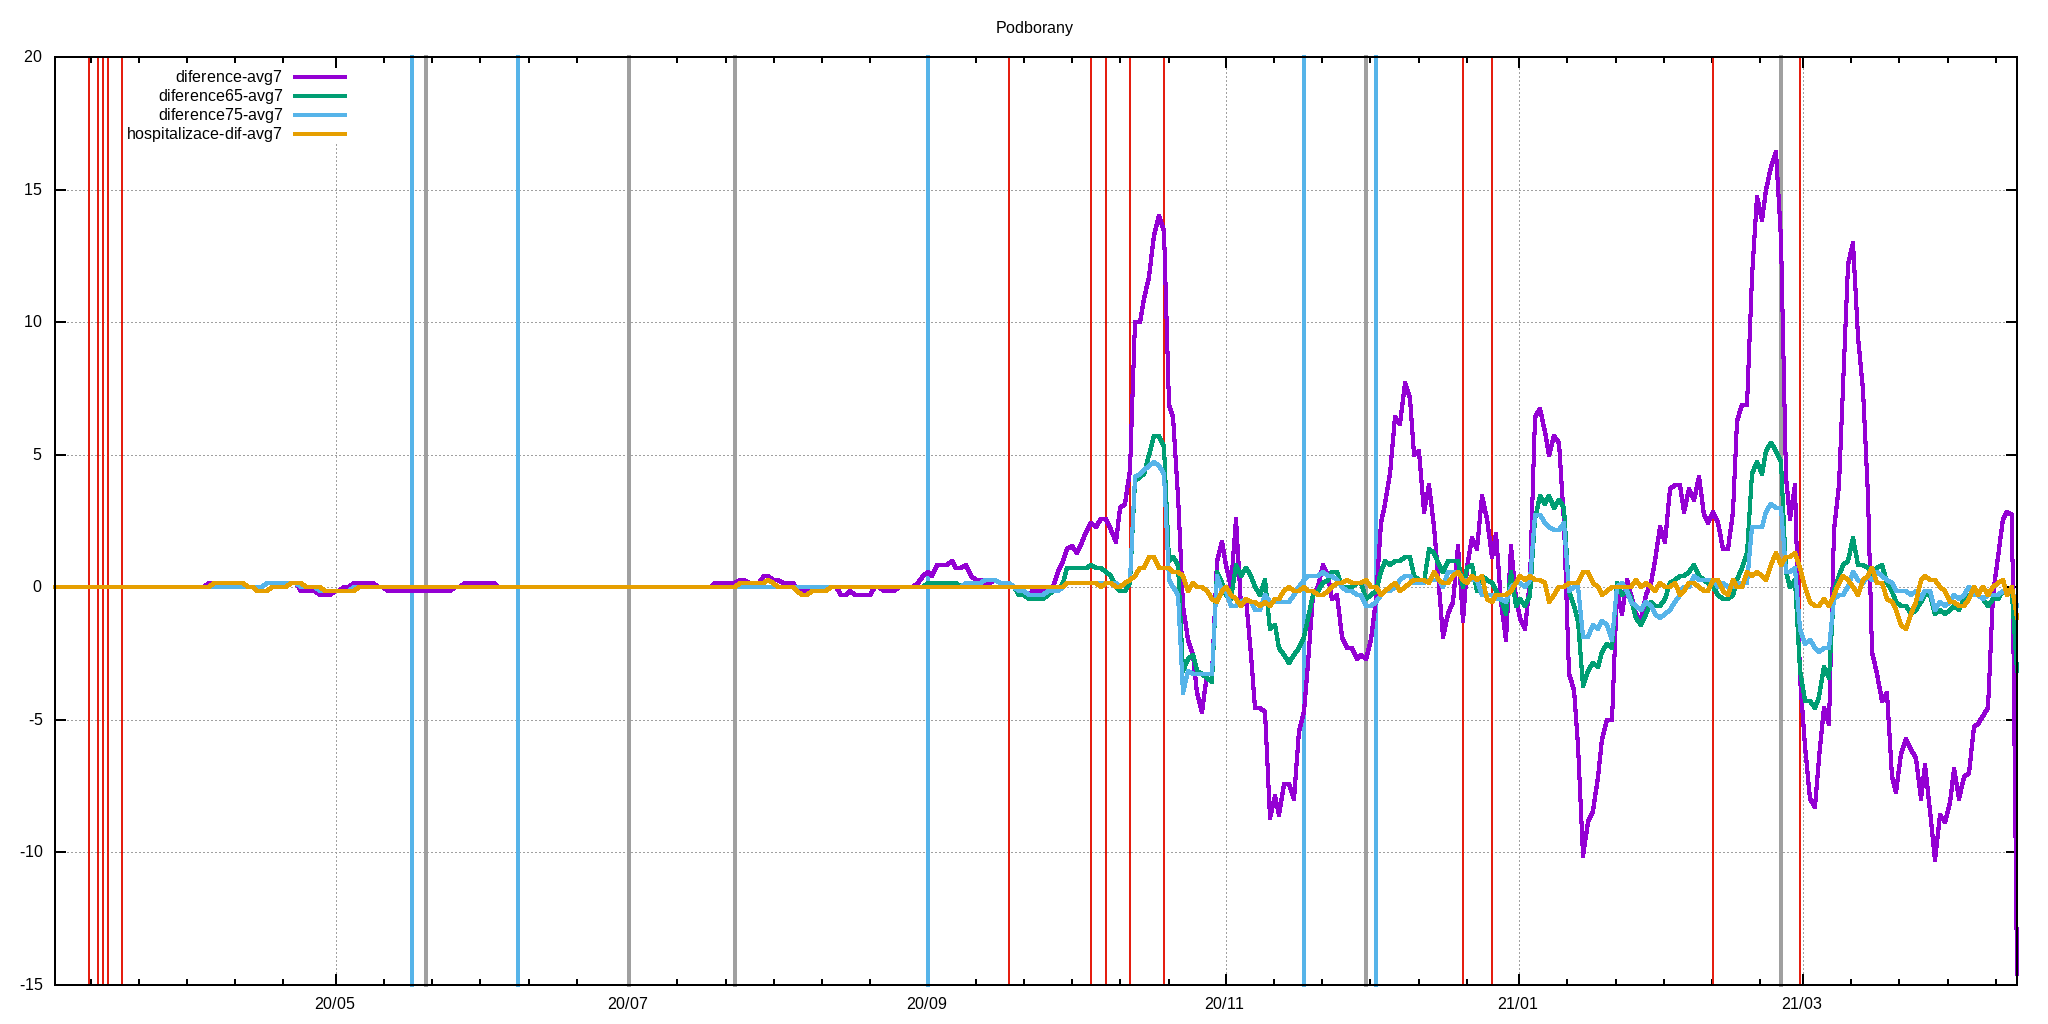 Podborany
20
diference-avg7
diference65-avg7
diference75-avg7
hospitalizace-dif-avg7
15
10
5
0
-5
-10
-15
20/05
20/07
20/09
20/11
21/01
21/03